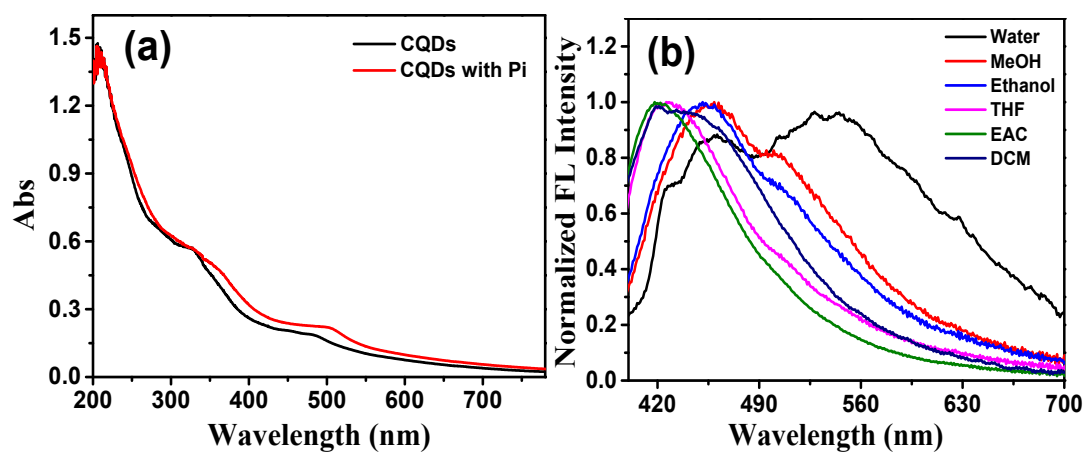 (a)
CQDs
CQDs with Pi
Abs
1.5
1.2
0.9
0.6
0.3
0.0
200 300 400 500 600 700
Wavelength (nm)
(b)
Water
MeOH
Ethanol
THF
EAC
DCM
Normalized FL Intensity
1.2
1.0
0.8
0.6
0.4
0.2
0.0
420 490 560 630 700
Wavelength (nm)